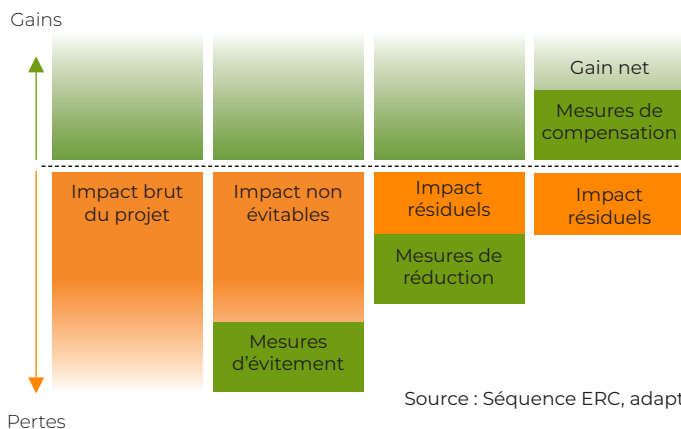 Gains
Gain net
Mesures de
compensation
Impact brut
du projet
Impact non
évitables
Impact
résiduels
Impact
résiduels
Mesures de
réduction
Mesures
d'évitement
Source : Séquence ERC, adapt
Pertes